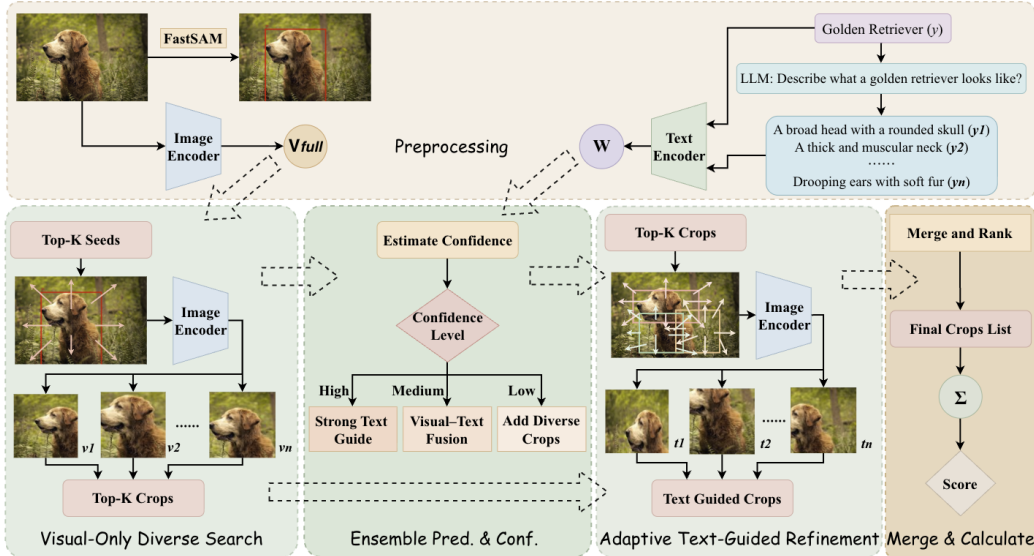 FastSAM
Image
Encoder
Vfull
Preprocessing
W
Text
Encoder
Golden Retriever (y)
LLM: Describe what a golden retriever looks like?
A broad head with a rounded skull (y1)
A thick and muscular neck (y2)
......
Drooping ears with soft fur (yn)
Top-K Seeds
Image
Encoder
v1
v2
......
vn
Top-K Crops
Visual-Only Diverse Search
Estimate Confidence
Confidence
Level
High
Medium
Low
Strong Text
Guide
Visual–Text
Fusion
Add Diverse
Crops
Ensemble Pred. & Conf.
Top-K Crops
Image
Encoder
t1
t2
......
tn
Text Guided Crops
Adaptive Text-Guided Refinement
Merge and Rank
Final Crops List
Σ
Score
Merge & Calculate